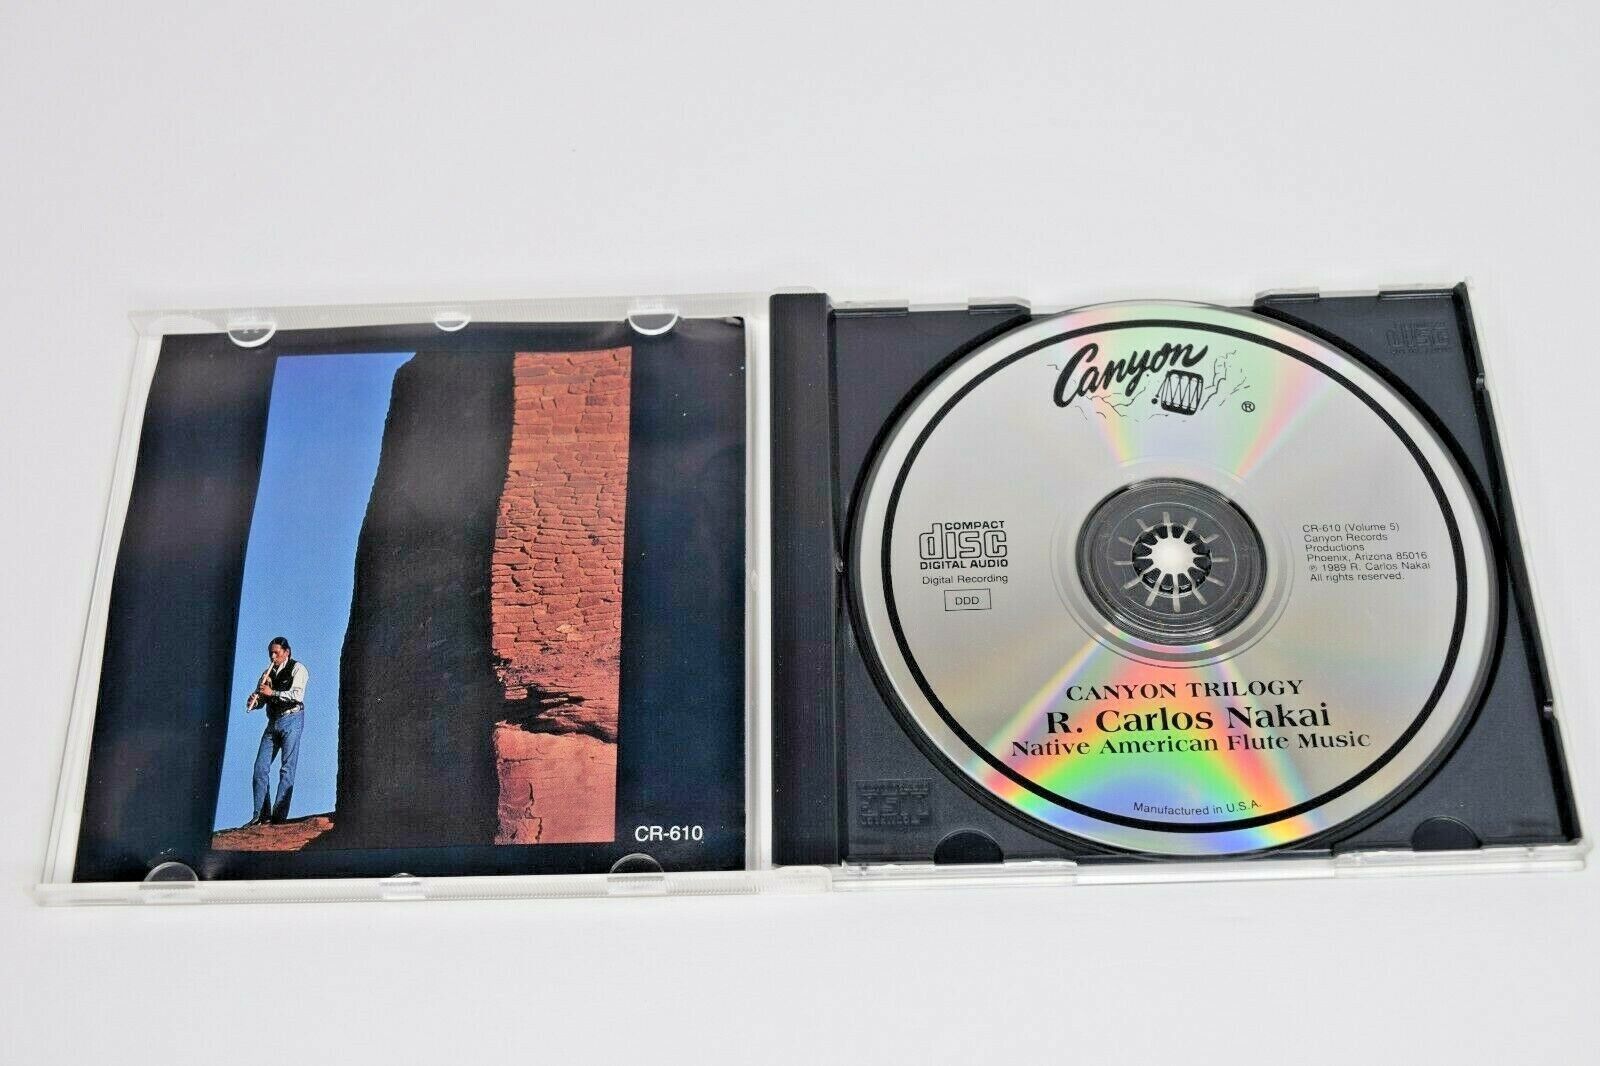 CR-610
Canyon
®
COMPACT
disc
DIGITAL AUDIO
Digital Recording
DDD
CR-610 (Volume 5)
Canyon Records
Productions
Phoenix, Arizona 85016
℗ 1989 R. Carlos Nakai
All rights reserved.
CANYON TRILOGY
R. Carlos Nakai
Native American Flute Music
Manufactured in U.S.A.
disc